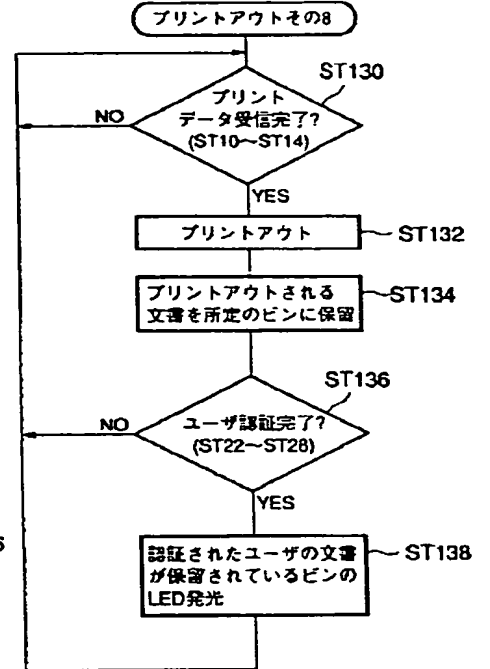 プリントアウトその8
ST130
プリント
データ受信完了?
(ST10～ST14)
NO
YES
プリントアウト
ST132
プリントアウトされる
文書を所定のビンに保留
ST134
ST136
ユーザ認証完了?
(ST22～ST28)
NO
YES
認証されたユーザの文書
が保留されているビンの
LED発光
ST138